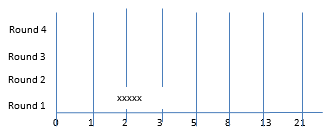 Round 4
Round 3
Round 2
xxxxx
Round 1
0 1 2 3 5 8 13 21